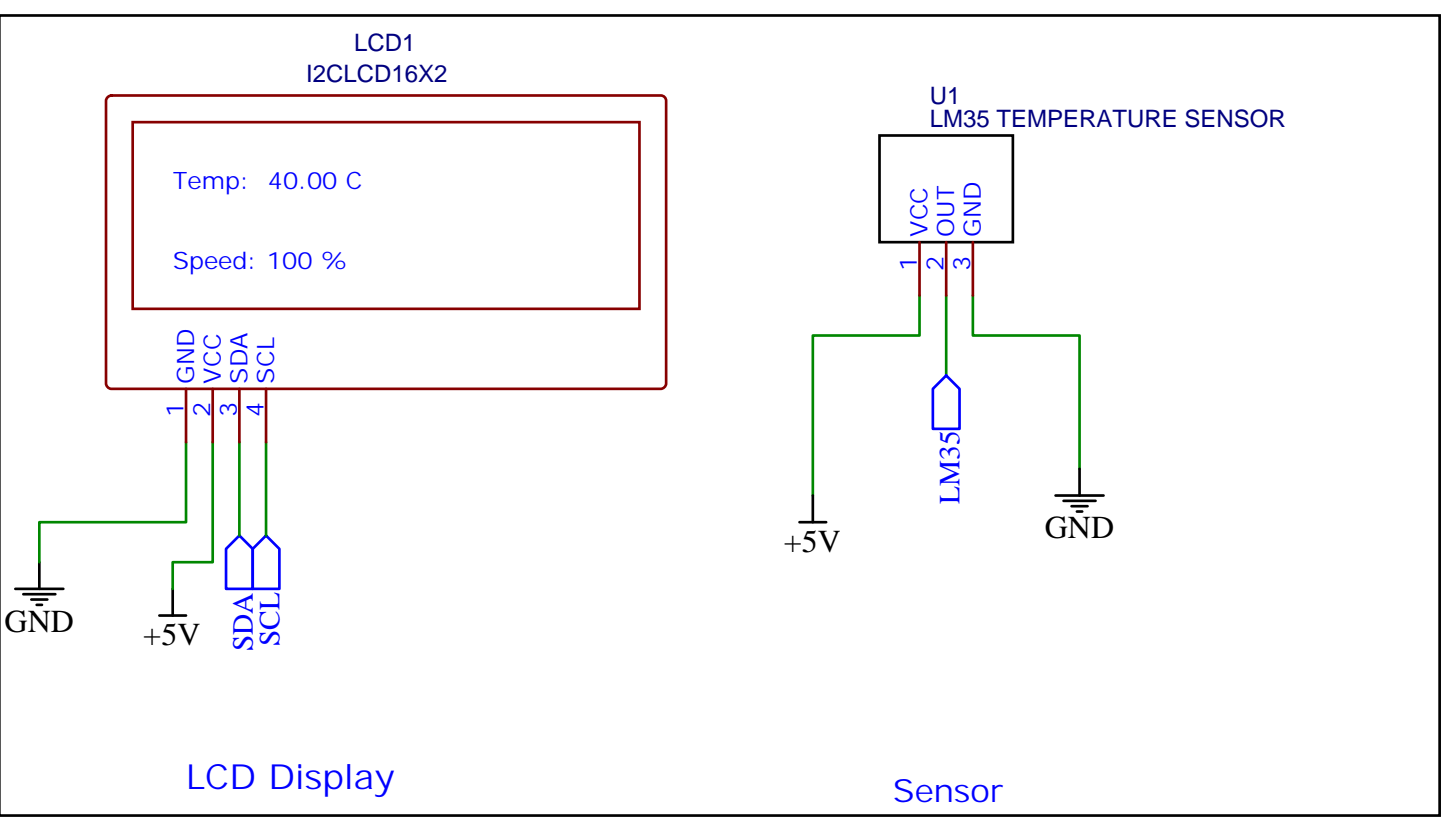 LCD1
I2CLCD16X2
Temp: 40.00 C
Speed: 100 %
GND
VCC
SDA
SCL
1
2
3
4
GND
+5V
SDA
SCL
LCD Display
U1
LM35 TEMPERATURE SENSOR
VCC
OUT
GND
1
2
3
LM35
+5V
GND
Sensor